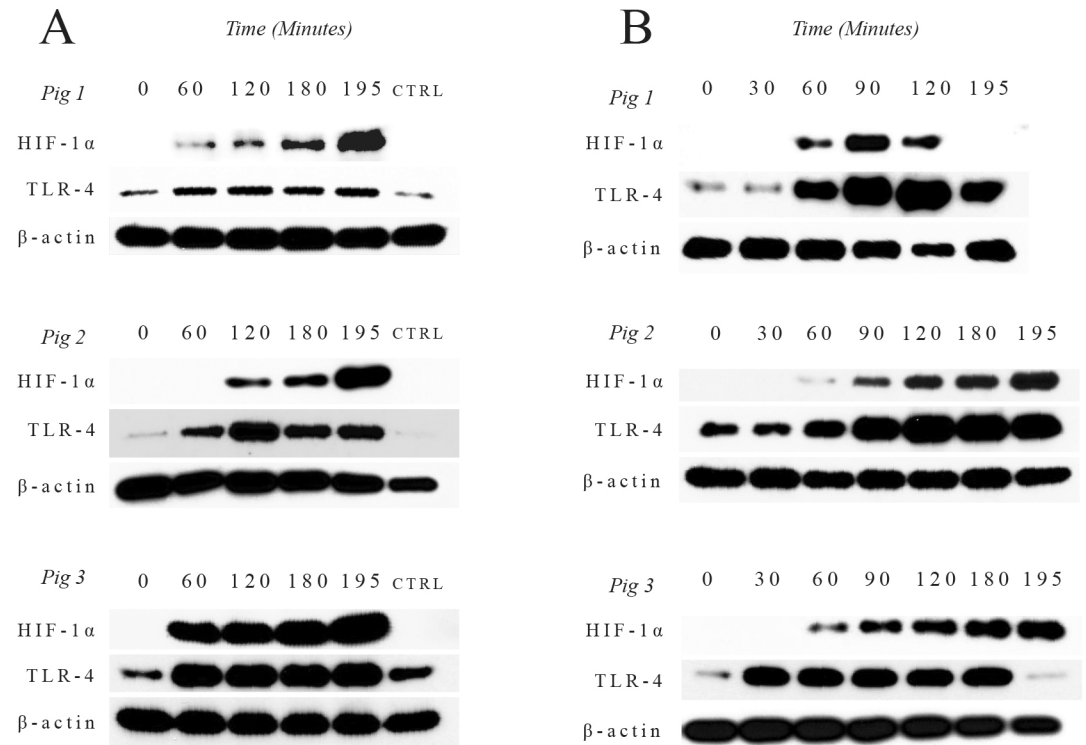 A
Time (Minutes)
Pig 1 0 60 120 180 195 CTRL
HIF-1α
TLR-4
β-actin
Pig 2 0 60 120 180 195 CTRL
HIF-1α
TLR-4
β-actin
Pig 3 0 60 120 180 195 CTRL
HIF-1α
TLR-4
β-actin
B
Time (Minutes)
Pig 1 0 30 60 90 120 195
HIF-1α
TLR-4
β-actin
Pig 2 0 30 60 90 120 180 195
HIF-1α
TLR-4
β-actin
Pig 3 0 30 60 90 120 180 195
HIF-1α
TLR-4
β-actin